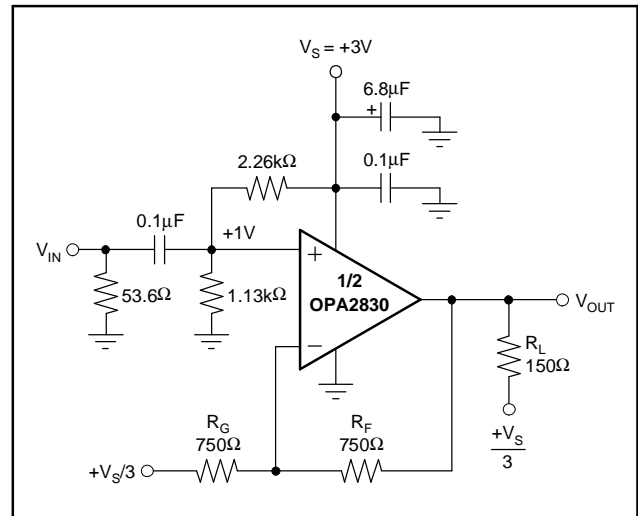 V_S = +3V
6.8µF
+
2.26kΩ
0.1µF
0.1µF
+1V
V_IN
+
1/2
OPA2830
53.6Ω
1.13kΩ
−
V_OUT
R_L
150Ω
R_G
750Ω
R_F
750Ω
+V_S/3
+V_S
3